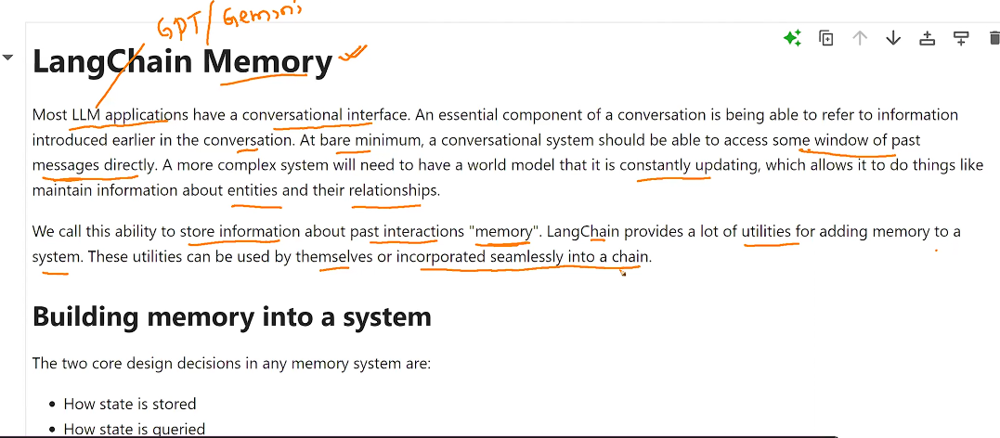 GPT/Gemini
LangChain Memory
Most LLM applications have a conversational interface. An essential component of a conversation is being able to refer to information
introduced earlier in the conversation. At bare minimum, a conversational system should be able to access some window of past
messages directly. A more complex system will need to have a world model that it is constantly updating, which allows it to do things like
maintain information about entities and their relationships.
We call this ability to store information about past interactions "memory". LangChain provides a lot of utilities for adding memory to a
system. These utilities can be used by themselves or incorporated seamlessly into a chain.
Building memory into a system
The two core design decisions in any memory system are:
• How state is stored
• How state is queried